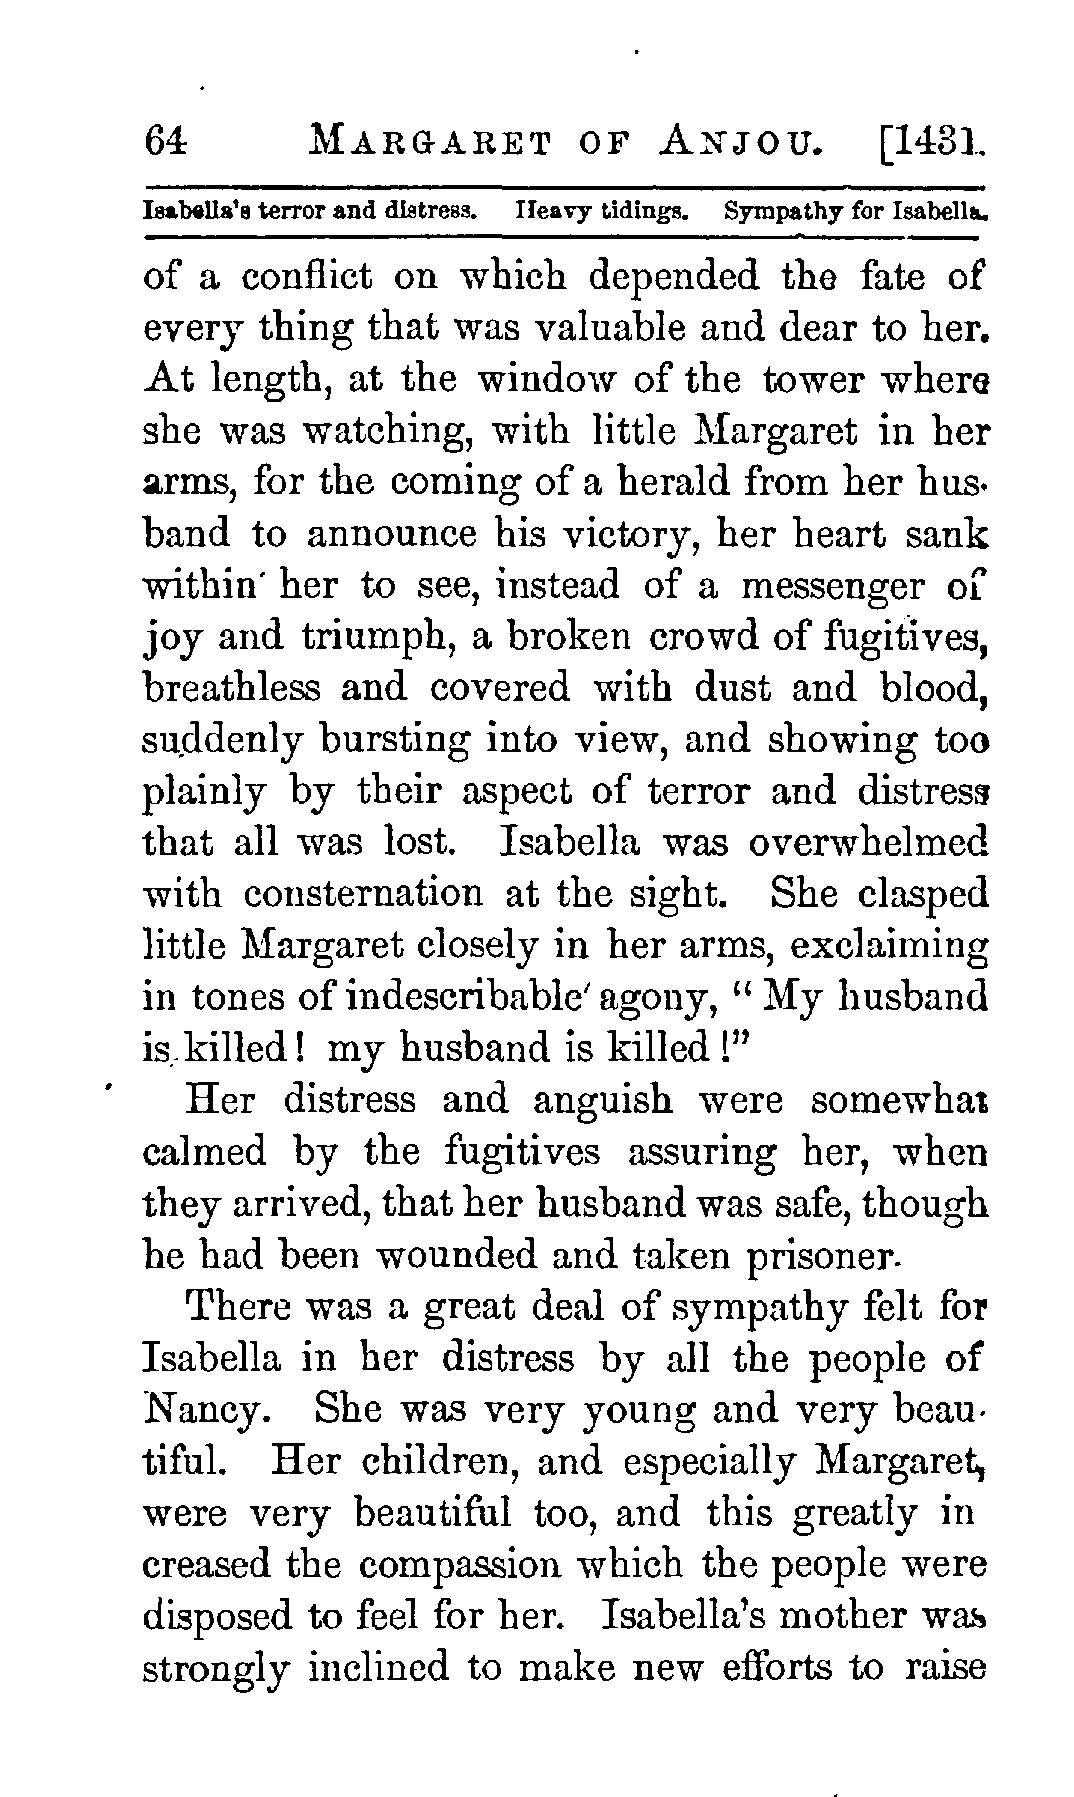 64 MARGARET OF ANJOU. [1431.
Isabella's terror and distress. Heavy tidings. Sympathy for Isabella.
of a conflict on which depended the fate of
every thing that was valuable and dear to her.
At length, at the window of the tower where
she was watching, with little Margaret in her
arms, for the coming of a herald from her hus-
band to announce his victory, her heart sank
within her to see, instead of a messenger of
joy and triumph, a broken crowd of fugitives,
breathless and covered with dust and blood,
suddenly bursting into view, and showing too
plainly by their aspect of terror and distress
that all was lost. Isabella was overwhelmed
with consternation at the sight. She clasped
little Margaret closely in her arms, exclaiming
in tones of indescribable agony, "My husband
is killed! my husband is killed!"
Her distress and anguish were somewhat
calmed by the fugitives assuring her, when
they arrived, that her husband was safe, though
he had been wounded and taken prisoner.
There was a great deal of sympathy felt for
Isabella in her distress by all the people of
Nancy. She was very young and very beau-
tiful. Her children, and especially Margaret,
were very beautiful too, and this greatly in
creased the compassion which the people were
disposed to feel for her. Isabella's mother was
strongly inclined to make new efforts to raise